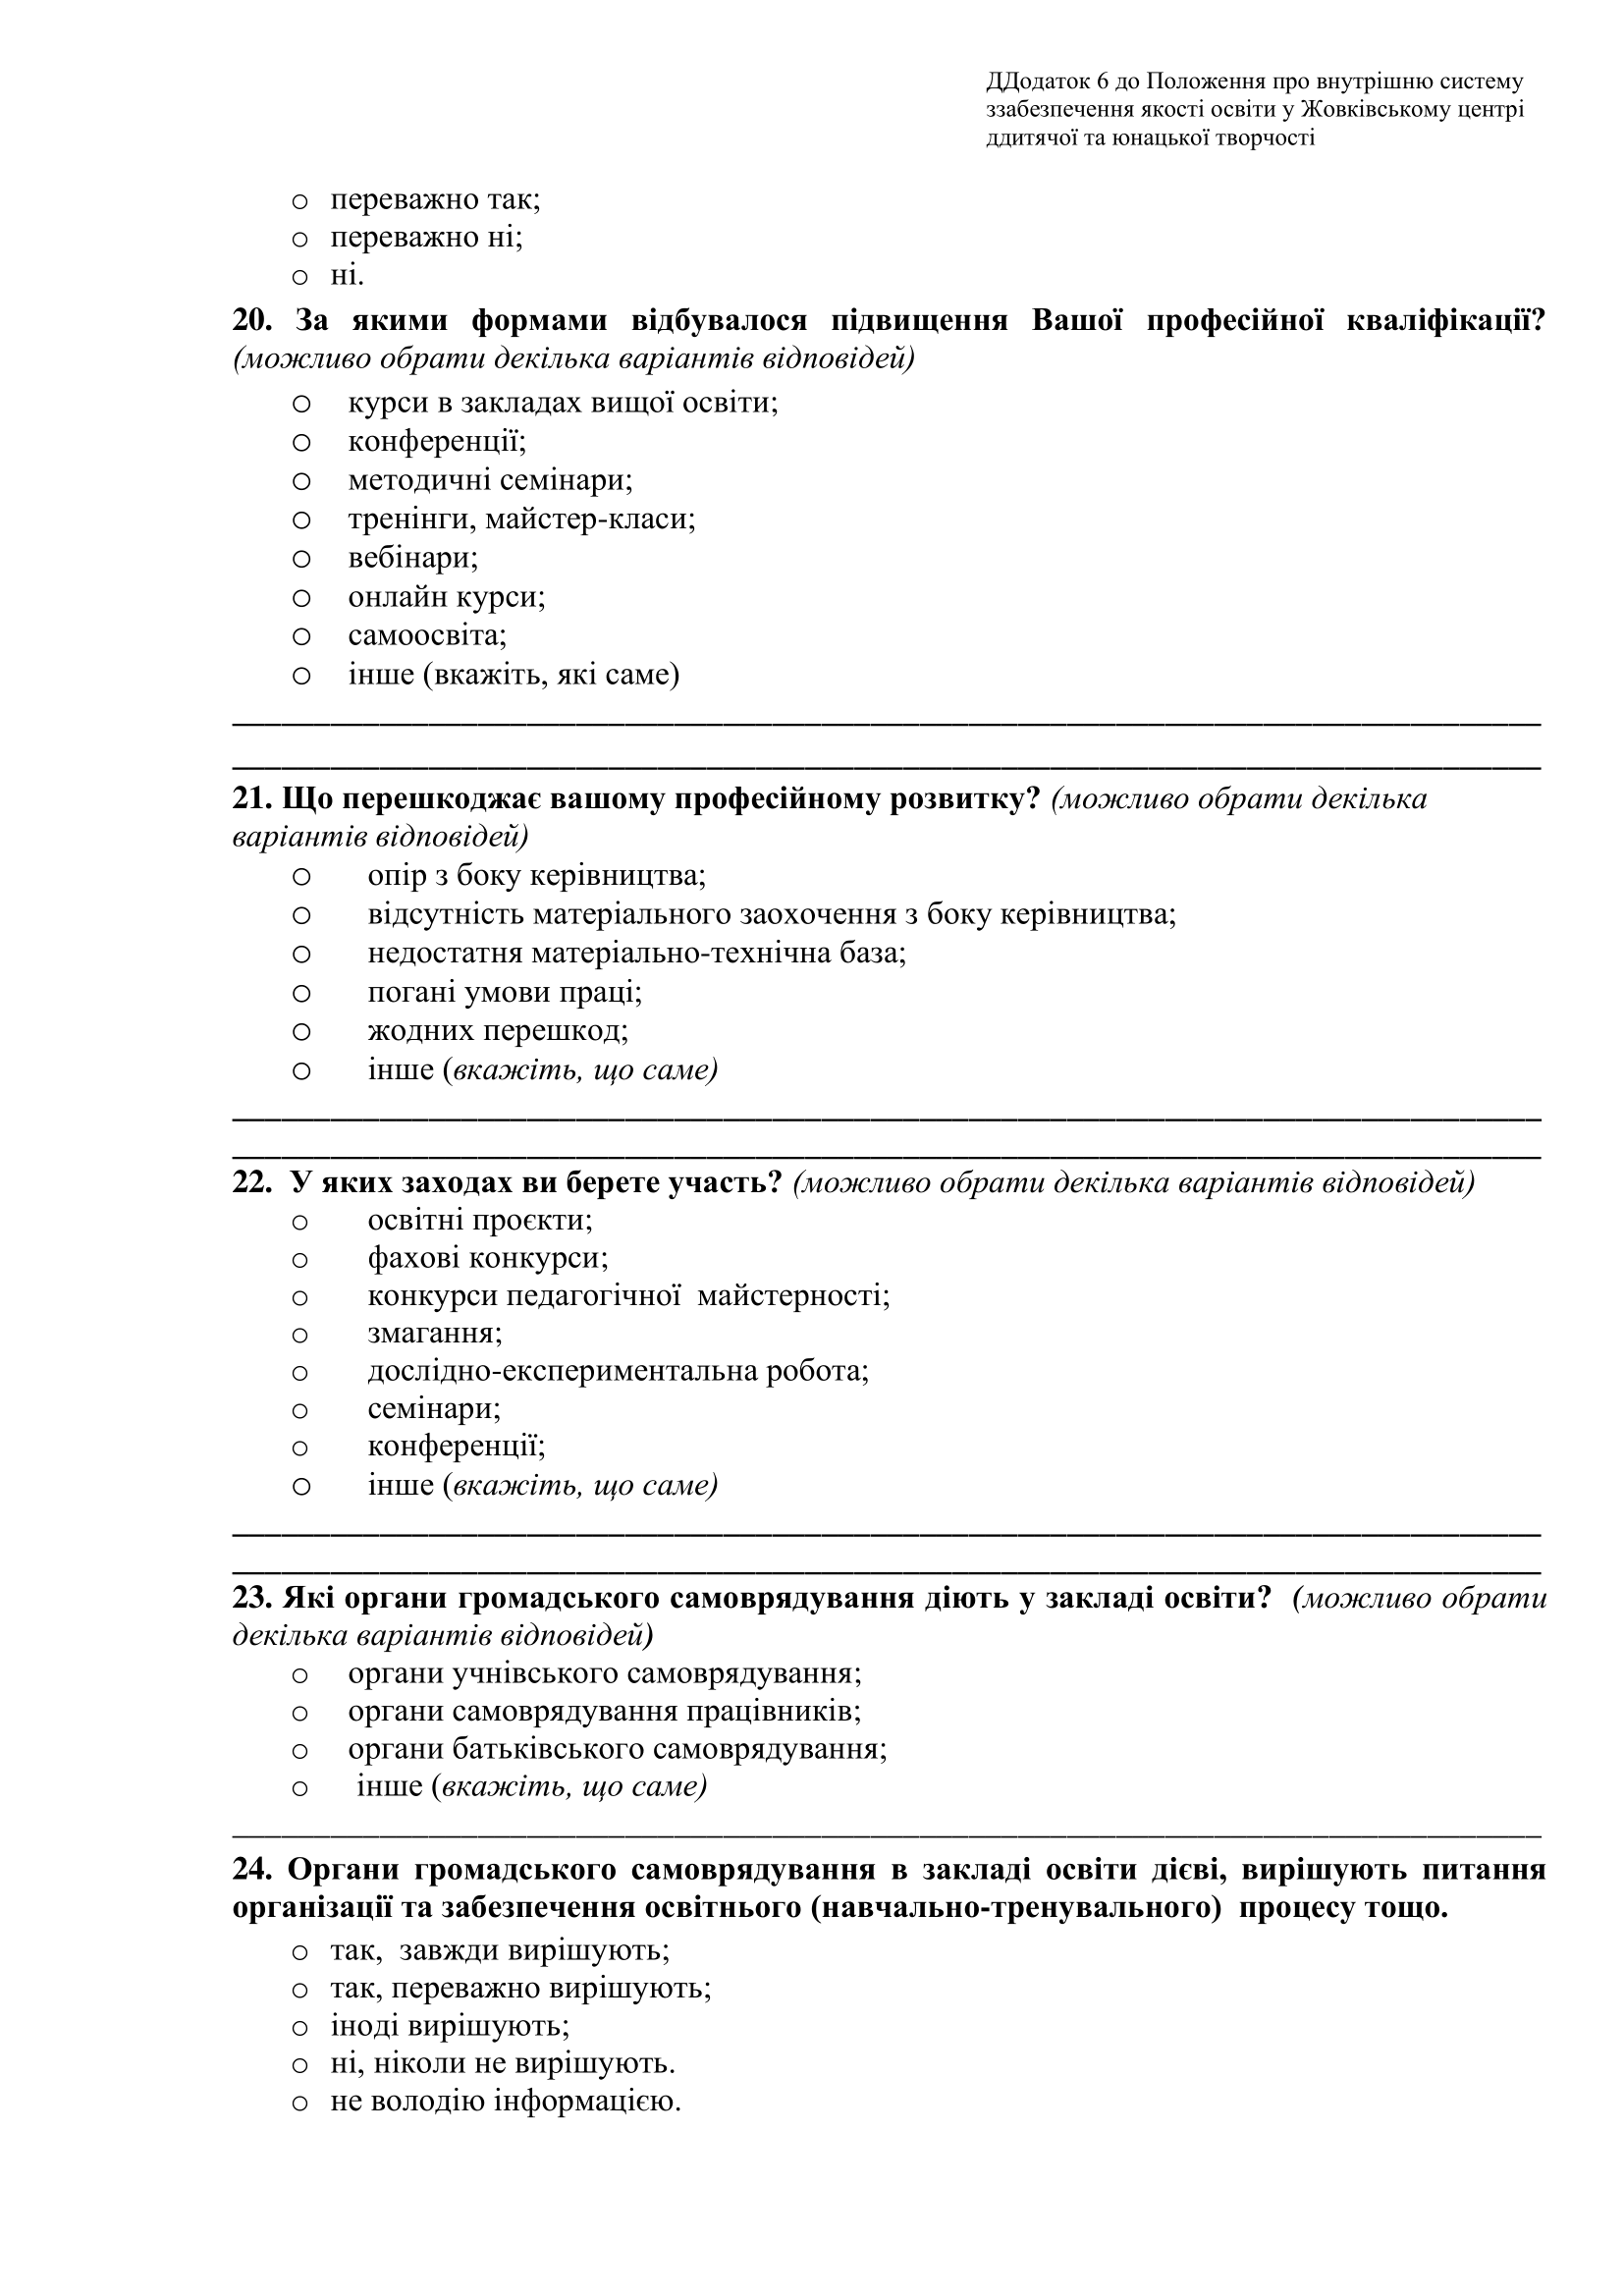 ДДодаток 6 до Положення про внутрішню систему
ззабезпечення якості освіти у Жовківському центрі
ддитячої та юнацької творчості
o переважно так;
o переважно ні;
o ні.
20. За якими формами відбувалося підвищення Вашої професійної кваліфікації?
(можливо обрати декілька варіантів відповідей)
o курси в закладах вищої освіти;
o конференції;
o методичні семінари;
o тренінги, майстер-класи;
o вебінари;
o онлайн курси;
o самоосвіта;
o інше (вкажіть, які саме)
________________________________________________________________________________
________________________________________________________________________________
21. Що перешкоджає вашому професійному розвитку? (можливо обрати декілька
варіантів відповідей)
o опір з боку керівництва;
o відсутність матеріального заохочення з боку керівництва;
o недостатня матеріально-технічна база;
o погані умови праці;
o жодних перешкод;
o інше (вкажіть, що саме)
________________________________________________________________________________
________________________________________________________________________________
22. У яких заходах ви берете участь? (можливо обрати декілька варіантів відповідей)
o освітні проєкти;
o фахові конкурси;
o конкурси педагогічної майстерності;
o змагання;
o дослідно-експериментальна робота;
o семінари;
o конференції;
o інше (вкажіть, що саме)
________________________________________________________________________________
________________________________________________________________________________
23. Які органи громадського самоврядування діють у закладі освіти? (можливо обрати
декілька варіантів відповідей)
o органи учнівського самоврядування;
o органи самоврядування працівників;
o органи батьківського самоврядування;
o інше (вкажіть, що саме)
________________________________________________________________________________
24. Органи громадського самоврядування в закладі освіти дієві, вирішують питання
організації та забезпечення освітнього (навчально-тренувального) процесу тощо.
o так, завжди вирішують;
o так, переважно вирішують;
o іноді вирішують;
o ні, ніколи не вирішують.
o не володію інформацією.